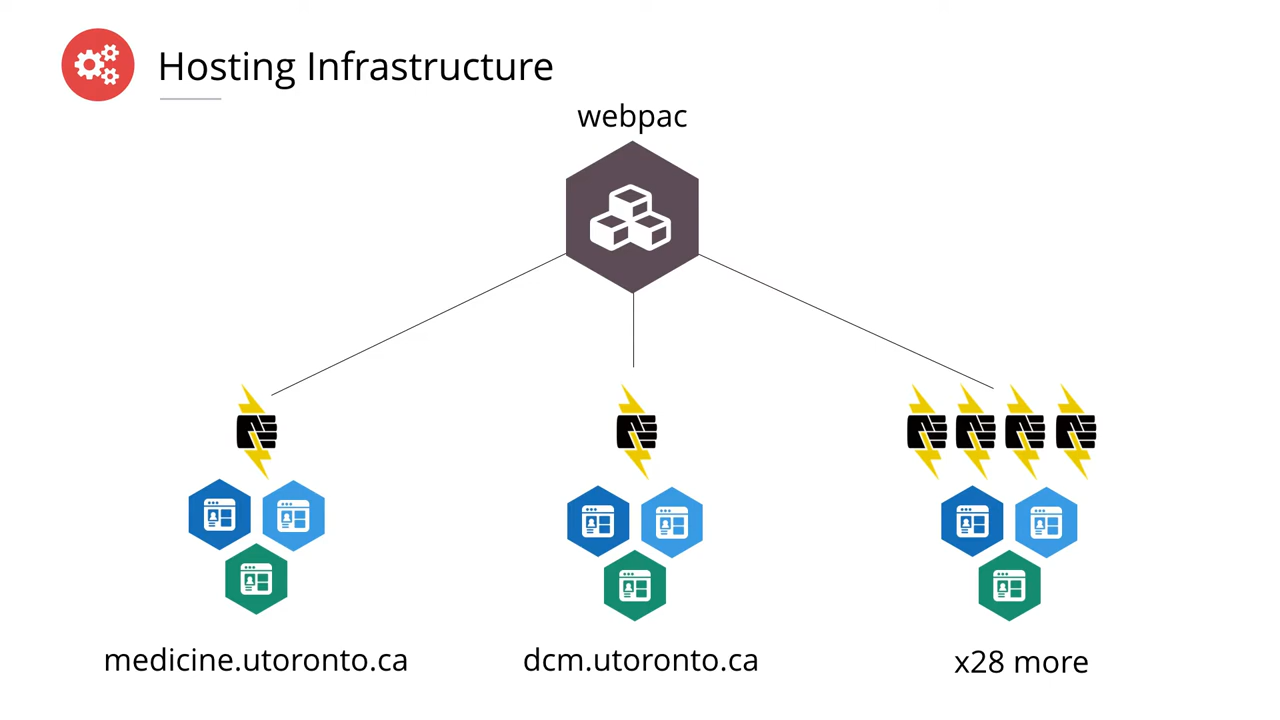 Hosting Infrastructure
webpac
medicine.utoronto.ca
dcm.utoronto.ca
x28 more